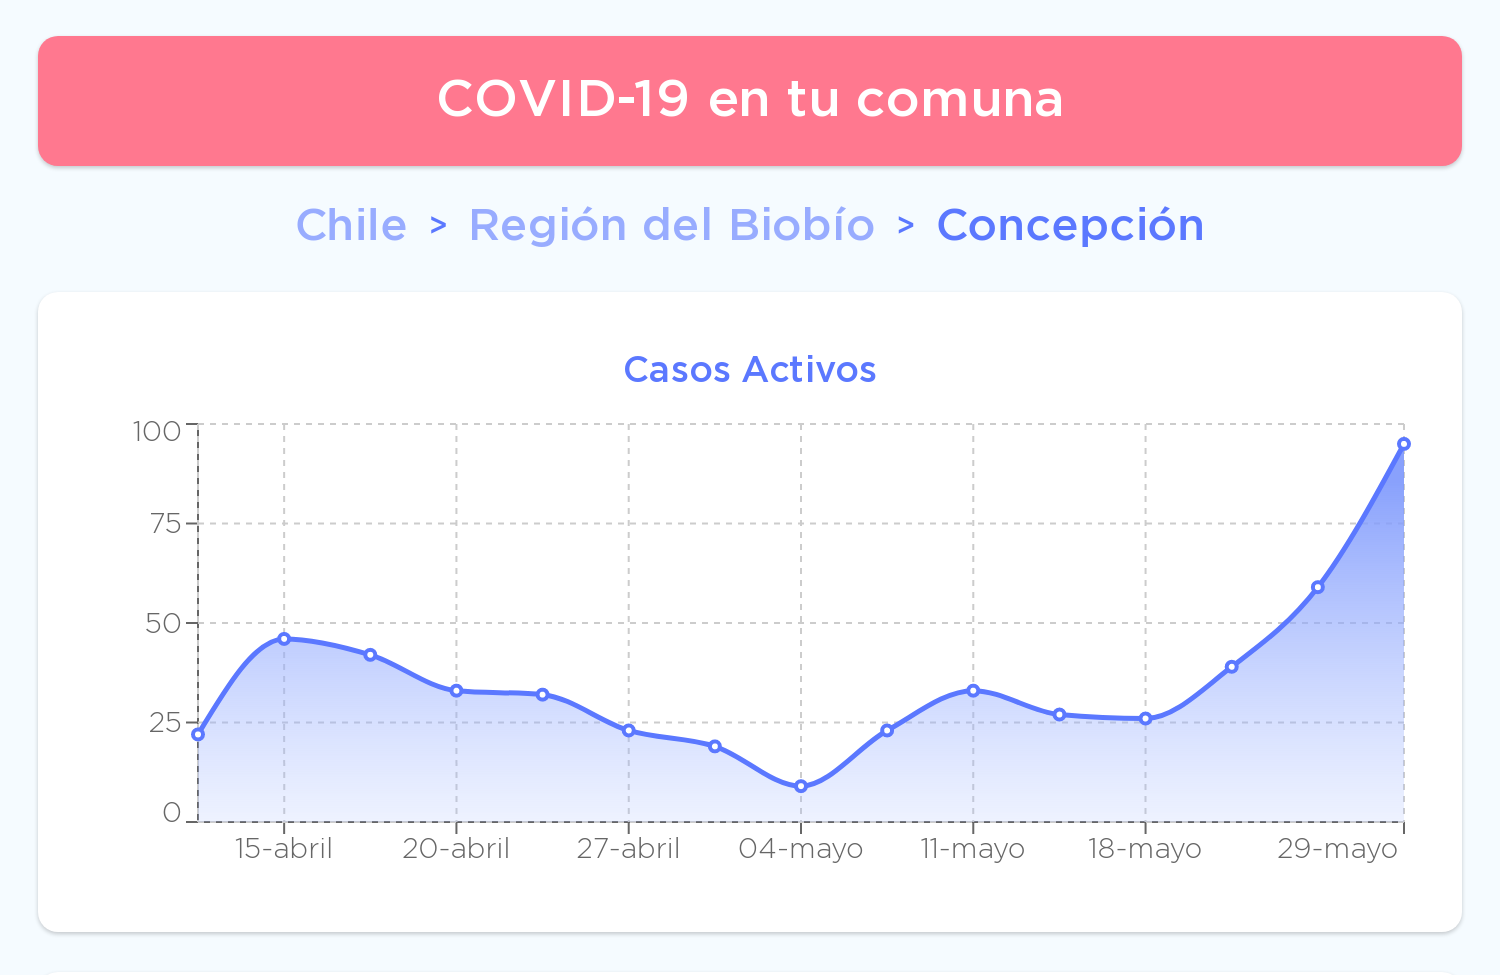 COVID-19 en tu comuna
Chile > Región del Biobío > Concepción
Casos Activos
100
75
50
25
0
15-abril 20-abril 27-abril 04-mayo 11-mayo 18-mayo 29-mayo